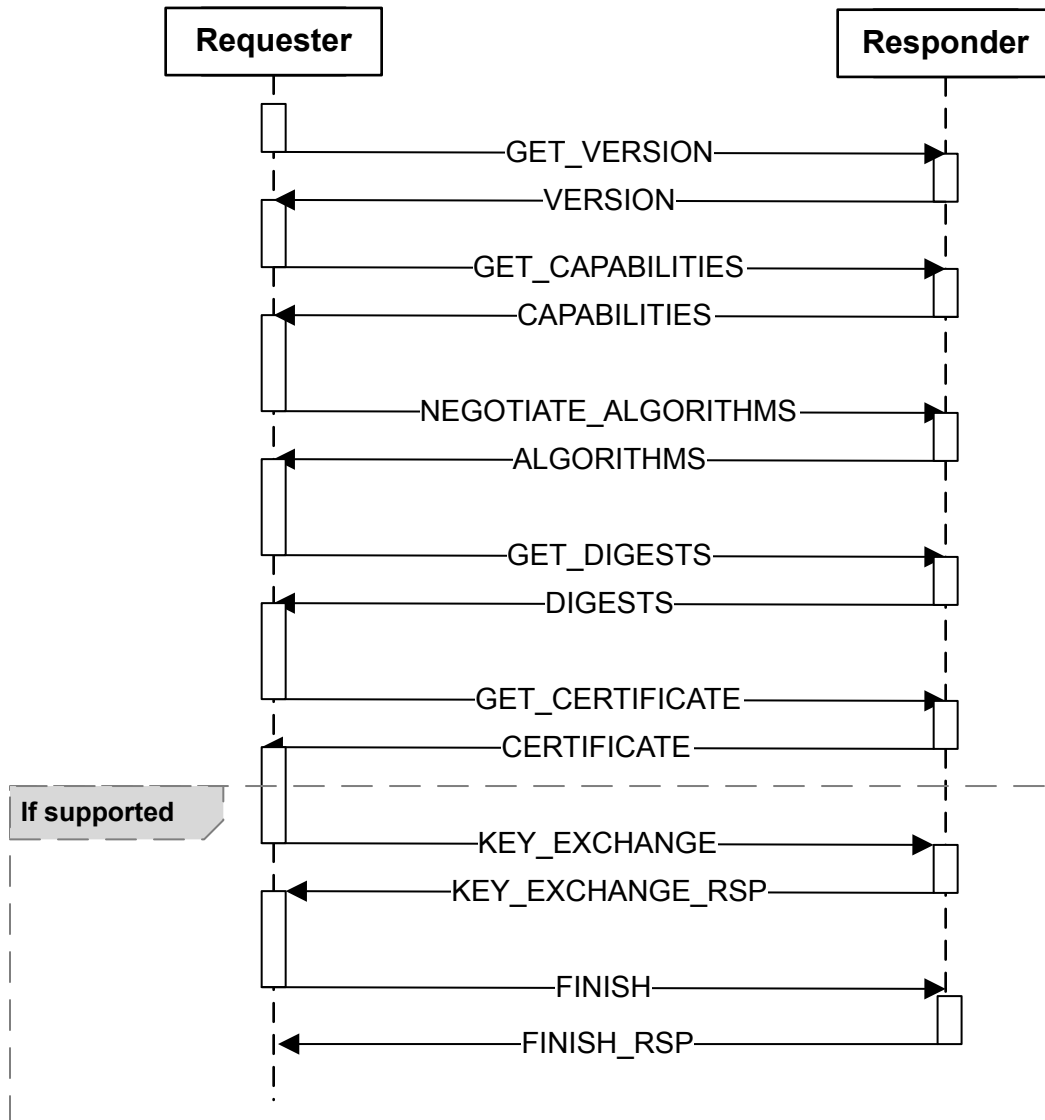 Requester
Responder
GET_VERSION
VERSION
GET_CAPABILITIES
CAPABILITIES
NEGOTIATE_ALGORITHMS
ALGORITHMS
GET_DIGESTS
DIGESTS
GET_CERTIFICATE
CERTIFICATE
If supported
KEY_EXCHANGE
KEY_EXCHANGE_RSP
FINISH
FINISH_RSP